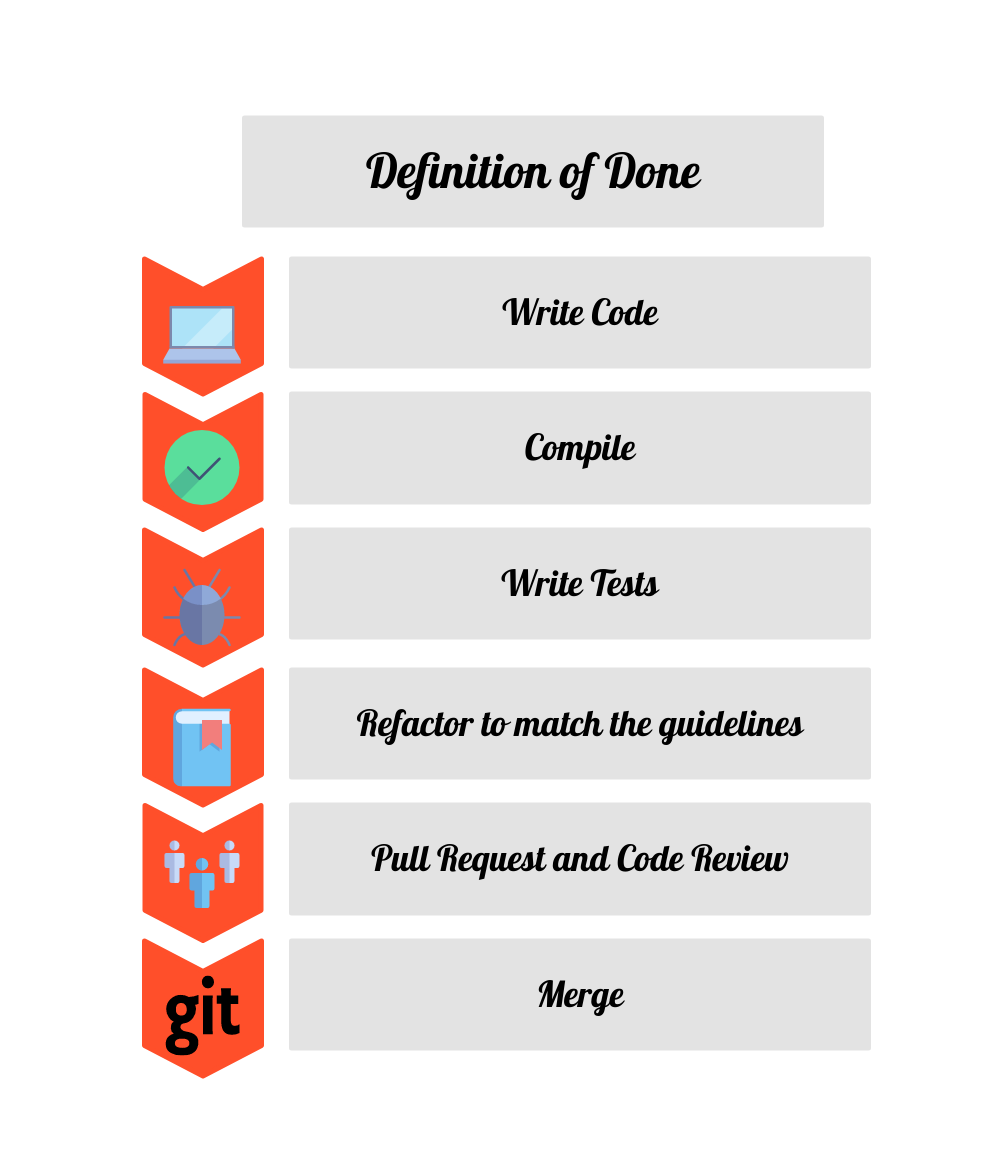 Definition of Done
Write Code
Compile
Write Tests
Refactor to match the guidelines
Pull Request and Code Review
git
Merge